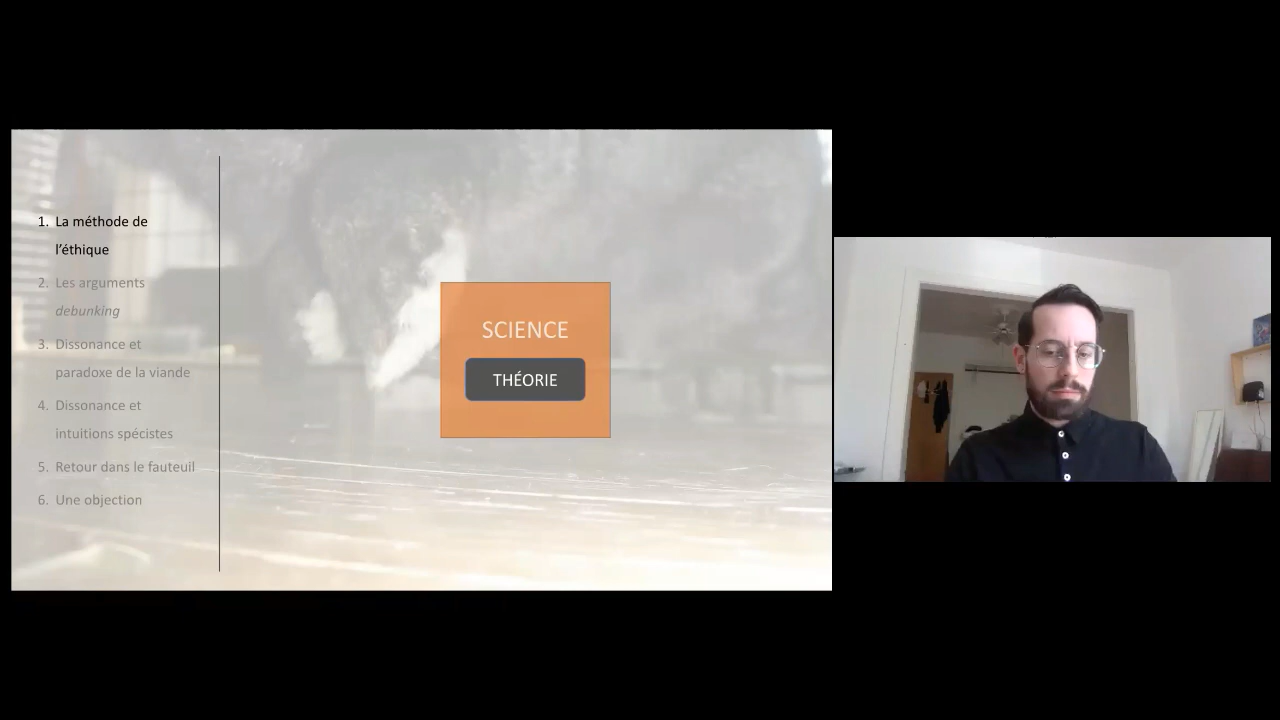 1. La méthode de
l’éthique
2. Les arguments
debunking
3. Dissonance et
paradoxe de la viande
4. Dissonance et
intuitions spécistes
5. Retour dans le fauteuil
6. Une objection
SCIENCE
THÉORIE